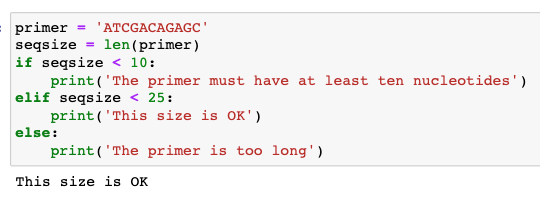 primer = 'ATCGACAGAGC'
seqsize = len(primer)
if seqsize < 10:
    print('The primer must have at least ten nucleotides')
elif seqsize < 25:
    print('This size is OK')
else:
    print('The primer is too long')
This size is OK